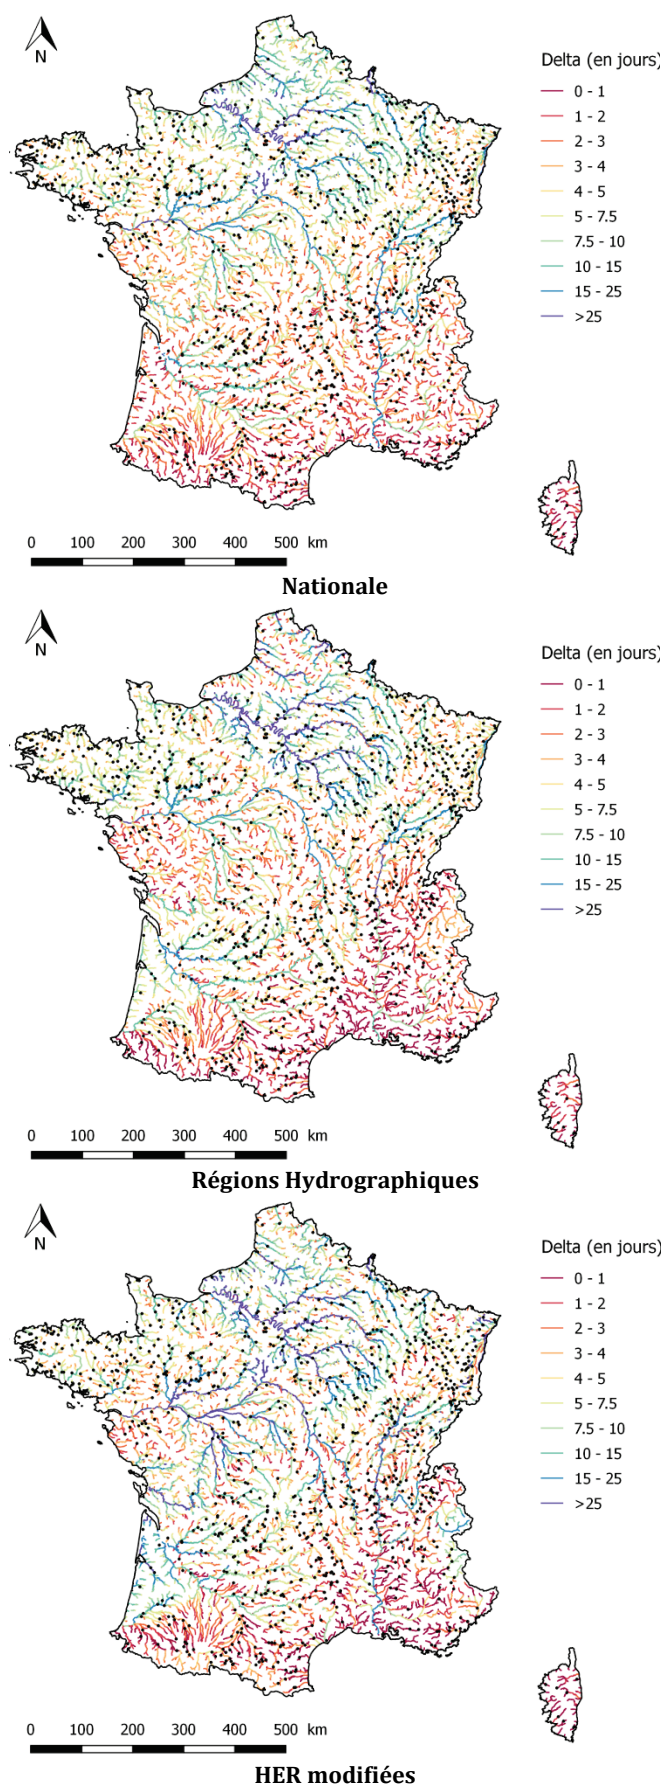 N
Delta (en jours)
0 - 1
1 - 2
2 - 3
3 - 4
4 - 5
5 - 7.5
7.5 - 10
10 - 15
15 - 25
>25
0 100 200 300 400 500 km
Nationale
N
Delta (en jours)
0 - 1
1 - 2
2 - 3
3 - 4
4 - 5
5 - 7.5
7.5 - 10
10 - 15
15 - 25
>25
0 100 200 300 400 500 km
Régions Hydrographiques
N
Delta (en jours)
0 - 1
1 - 2
2 - 3
3 - 4
4 - 5
5 - 7.5
7.5 - 10
10 - 15
15 - 25
>25
0 100 200 300 400 500 km
HER modifiées